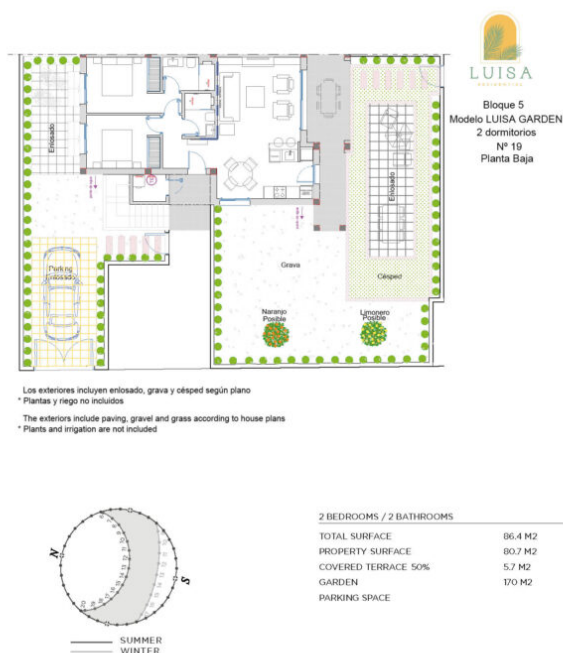 LUISA
RESIDENCIAL
Bloque 5
Modelo LUISA GARDEN
2 dormitorios
Nº 19
Planta Baja
Enlosado
Enlosado
Parking
Enlosado
Grava
Césped
Naranjo
Posible
Limonero
Posible
Los exteriores incluyen enlosado, grava y césped según plano
* Plantas y riego no incluidos
The exteriors include paving, gravel and grass according to house plans
* Plants and irrigation are not included
N
S
SUMMER
WINTER
2 BEDROOMS / 2 BATHROOMS
TOTAL SURFACE 86.4 M2
PROPERTY SURFACE 80.7 M2
COVERED TERRACE 50% 5.7 M2
GARDEN 170 M2
PARKING SPACE